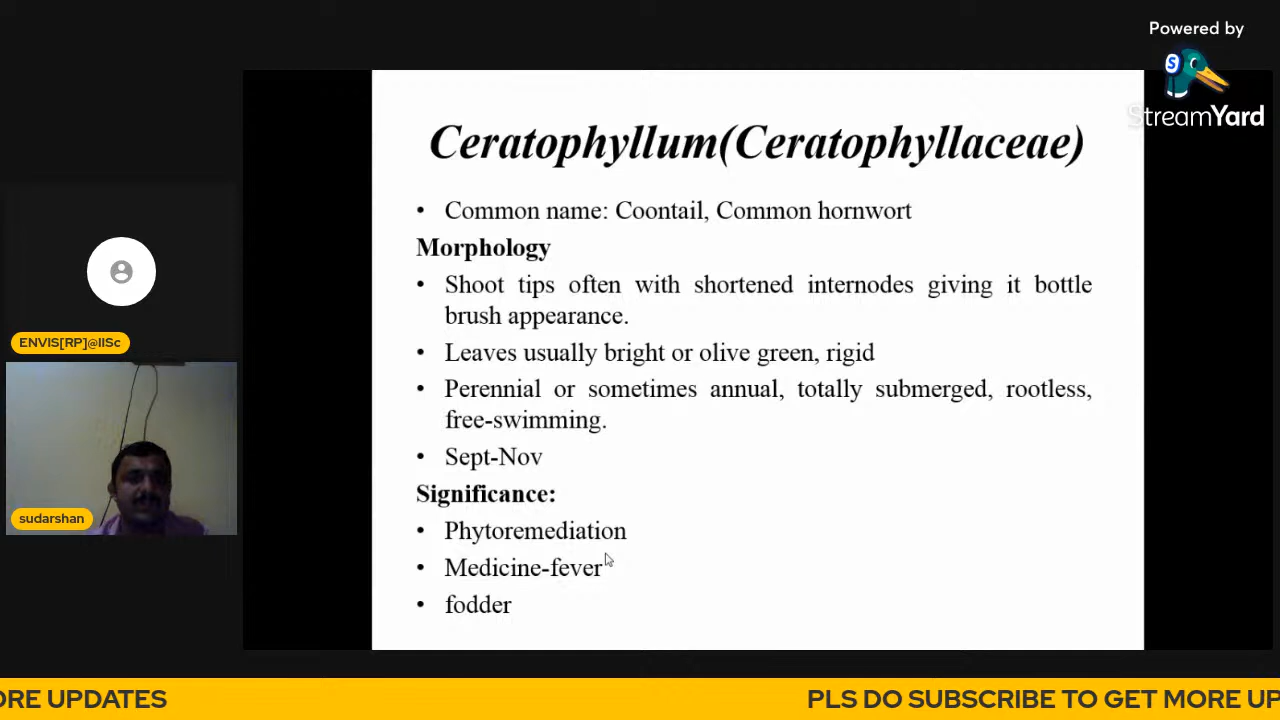 Powered by
S
StreamYard
Ceratophyllum(Ceratophyllaceae)
• Common name: Coontail, Common hornwort
Morphology
• Shoot tips often with shortened internodes giving it bottle
brush appearance.
• Leaves usually bright or olive green, rigid
• Perennial or sometimes annual, totally submerged, rootless,
free-swimming.
• Sept-Nov
Significance:
• Phytoremediation
• Medicine-fever
• fodder
ENVIS[RP]@IISc
sudarshan
ORE UPDATES PLS DO SUBSCRIBE TO GET MORE UP